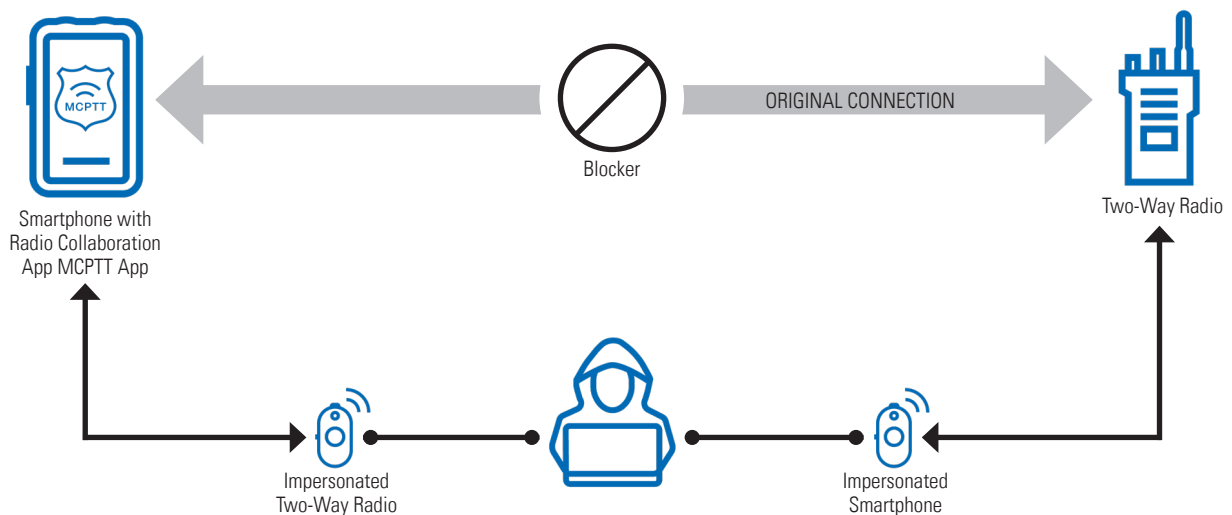 MCPTT
ORIGINAL CONNECTION
Blocker
Smartphone with
Radio Collaboration
App MCPTT App
Two-Way Radio
Impersonated
Two-Way Radio
Impersonated
Smartphone